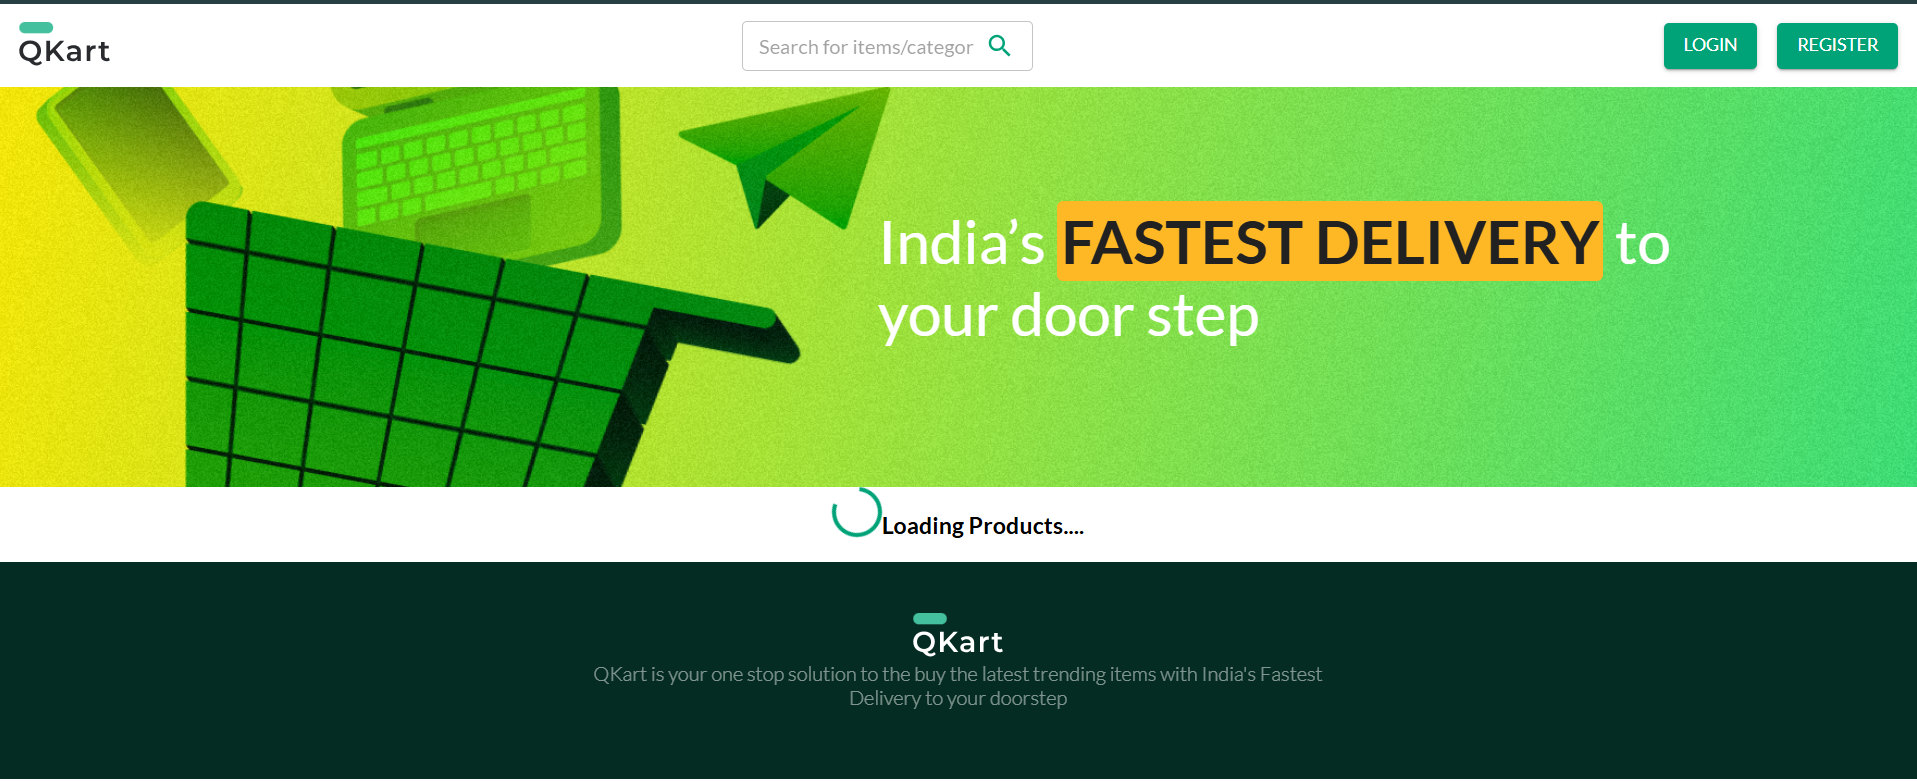 QKart
Search for items/categor
LOGIN
REGISTER
India’s FASTEST DELIVERY to
your door step
Loading Products....
QKart
QKart is your one stop solution to the buy the latest trending items with India's Fastest
Delivery to your doorstep